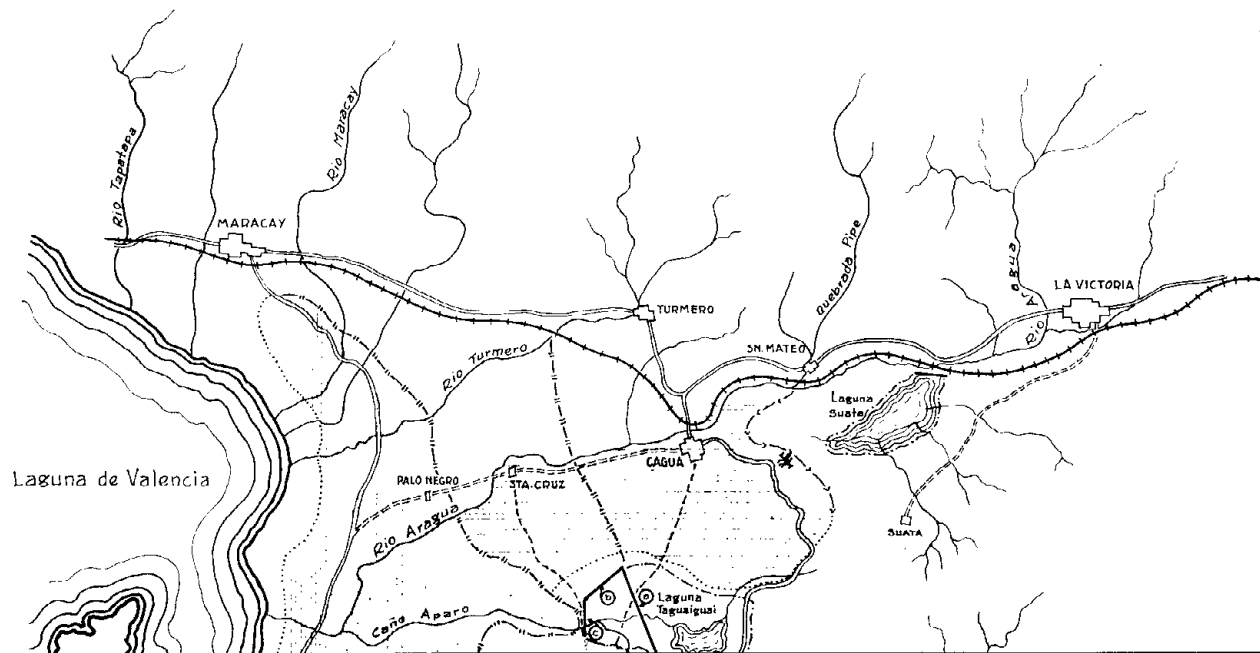 Rio Tapatapa
MARACAY
Rio Maracay
TURMERO
Rio Turmero
SN. MATEO
Quebrada Pipe
Rio Aragua
LA VICTORIA
Laguna
Suata
SUATA
CAGUA
STA. CRUZ
PALO NEGRO
Rio Aragua
Laguna de Valencia
Caño Aparo
Laguna
Taguaiguai
b
a
c